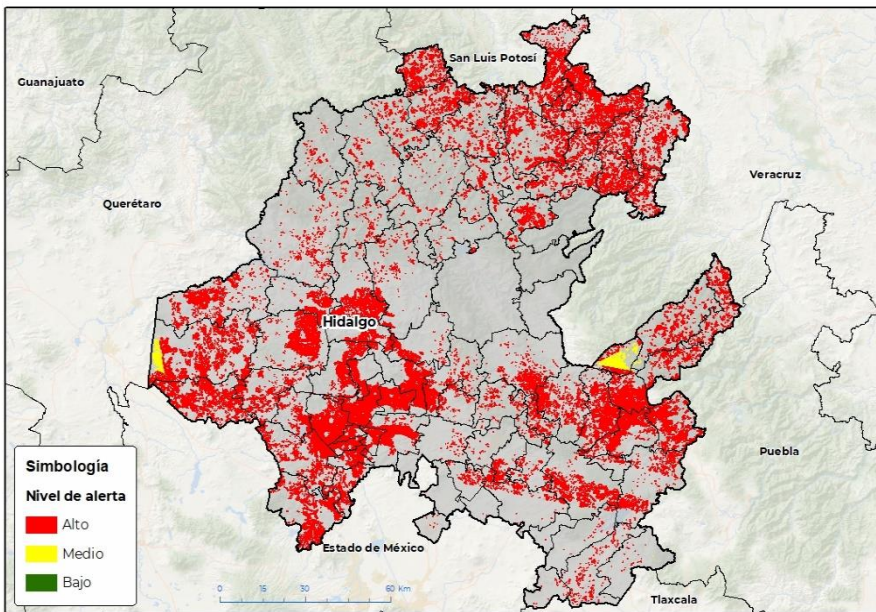 San Luis Potosí
Guanajuato
Veracruz
Querétaro
Hidalgo
Puebla
Simbología
Nivel de alerta
Alto
Medio
Bajo
Estado de México
0 15 30 60 km
Tlaxcala